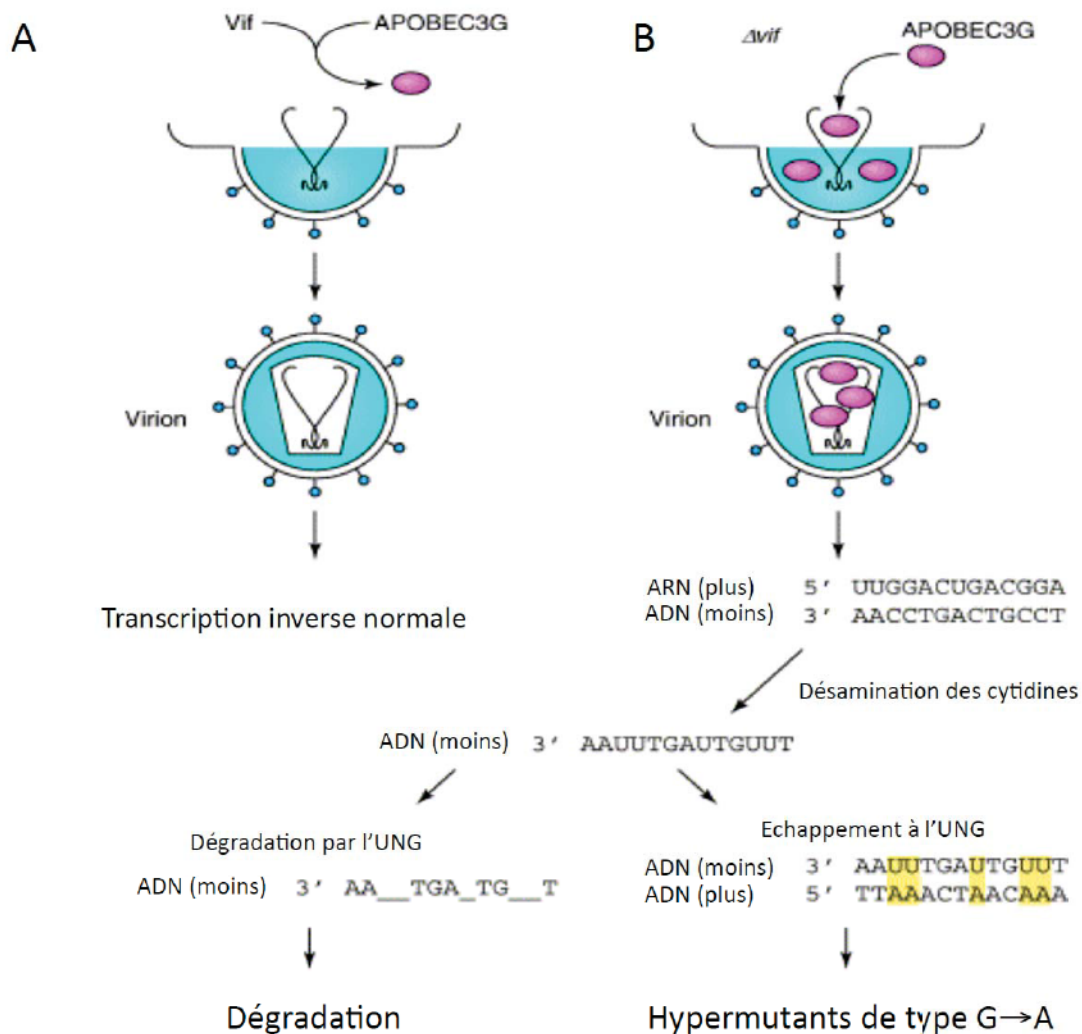 A
Vif
APOBEC3G
Virion
Transcription inverse normale
B
Δvif
APOBEC3G
Virion
ARN (plus) 5′ UUGGACUGACGGA
ADN (moins) 3′ AACCTGACTGCCT
Désamination des cytidines
ADN (moins) 3′ AAUUTGAUTGUUT
Dégradation par l’UNG
ADN (moins) 3′ AA__TGA_TG__T
Dégradation
Echappement à l’UNG
ADN (moins) 3′ AAUUTGAUTGUUT
ADN (plus) 5′ TTAAACTAACAAA
Hypermutants de type G→A